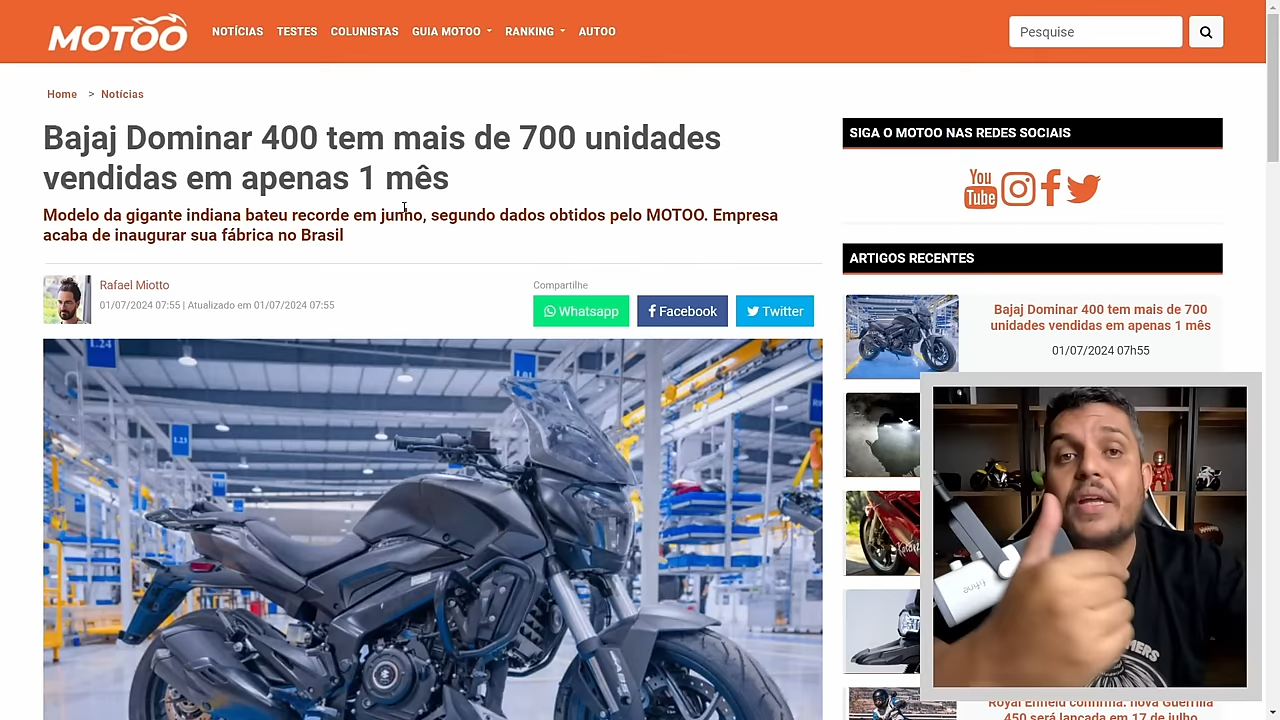 MOTOO
NOTÍCIAS TESTES COLUNISTAS GUIA MOTOO RANKING AUTOO
Pesquise
Home > Notícias
Bajaj Dominar 400 tem mais de 700 unidades
vendidas em apenas 1 mês
Modelo da gigante indiana bateu recorde em junho, segundo dados obtidos pelo MOTOO. Empresa
acaba de inaugurar sua fábrica no Brasil
Rafael Miotto
01/07/2024 07:55 | Atualizado em 01/07/2024 07:55
Compartilhe
Whatsapp
Facebook
Twitter
L.24
L.01
L.23
ABS
SIGA O MOTOO NAS REDES SOCIAIS
You
Tube
ARTIGOS RECENTES
Bajaj Dominar 400 tem mais de 700
unidades vendidas em apenas 1 mês
01/07/2024 07h55
fifine
Royal Enfield confirma: nova Guerrilla
450 será lançada em 17 de julho